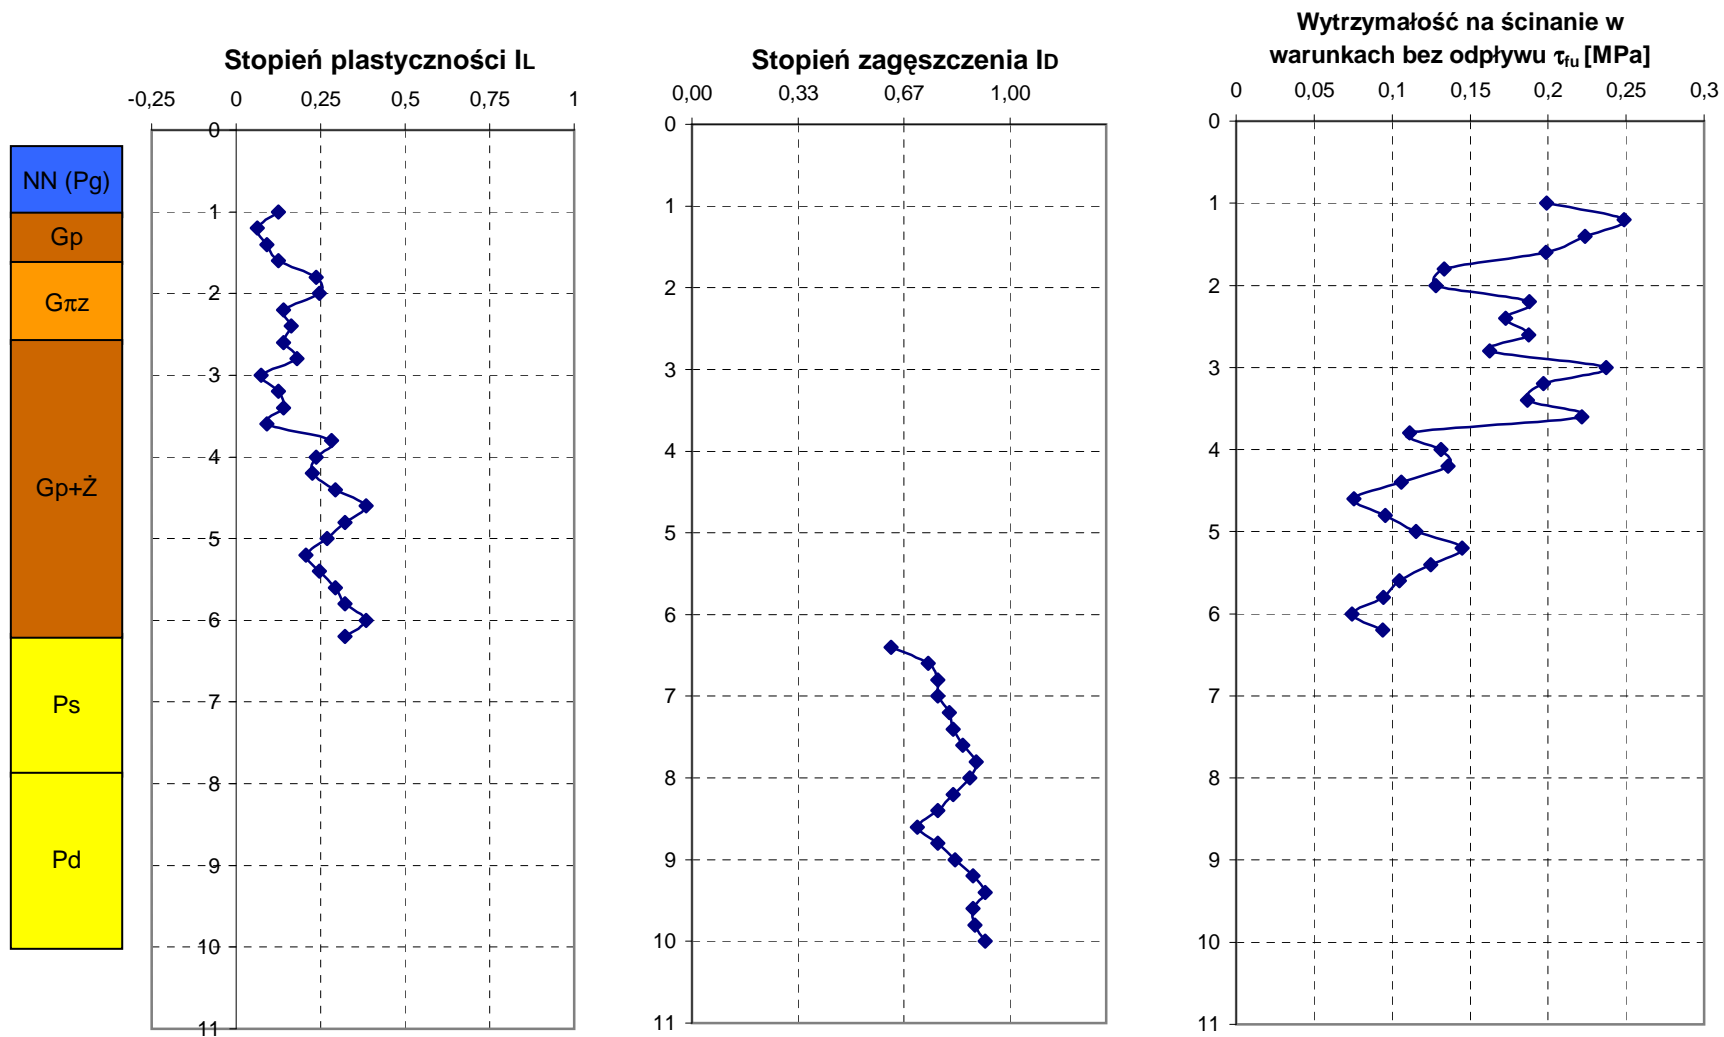 Stopień plastyczności IL
-0,25 0 0,25 0,5 0,75 1
0
1
2
3
4
5
6
7
8
9
10
11
NN (Pg)
Gp
Gπz
Gp+Ż
Ps
Pd
Stopień zagęszczenia ID
0,00 0,33 0,67 1,00
0
1
2
3
4
5
6
7
8
9
10
11
Wytrzymałość na ścinanie w
warunkach bez odpływu τfu [MPa]
0 0,05 0,1 0,15 0,2 0,25 0,3
0
1
2
3
4
5
6
7
8
9
10
11